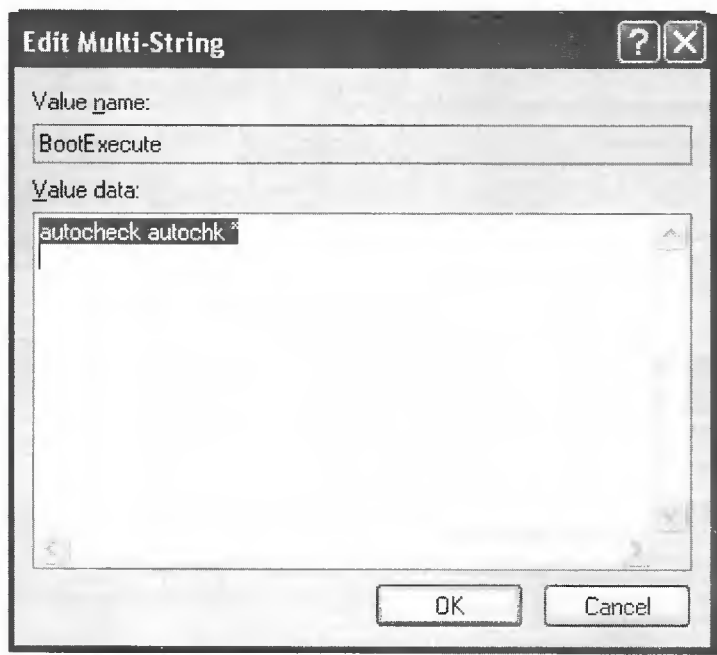 Edit Multi-String
Value name:
BootExecute
Value data:
autocheck autochk *
OK
Cancel